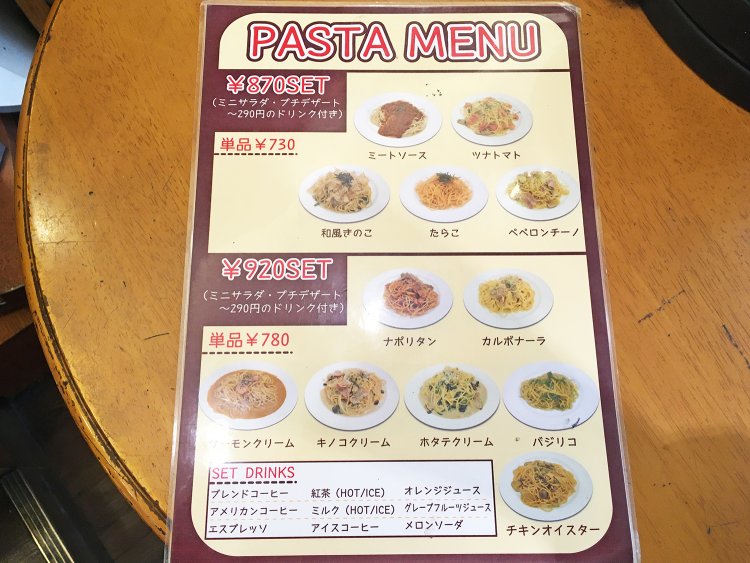 PASTA MENU
¥870SET
(ミニサラダ・プチデザート
～290円のドリンク付き)
単品¥730
ミートソース
ツナトマト
和風きのこ
たらこ
ペペロンチーノ
¥920SET
(ミニサラダ・プチデザート
～290円のドリンク付き)
単品¥780
ナポリタン
カルボナーラ
サーモンクリーム
キノコクリーム
ホタテクリーム
バジリコ
チキンオイスター
SET DRINKS
ブレンドコーヒー 紅茶 (HOT/ICE) オレンジジュース
アメリカンコーヒー ミルク (HOT/ICE) グレープフルーツジュース
エスプレッソ アイスコーヒー メロンソーダ